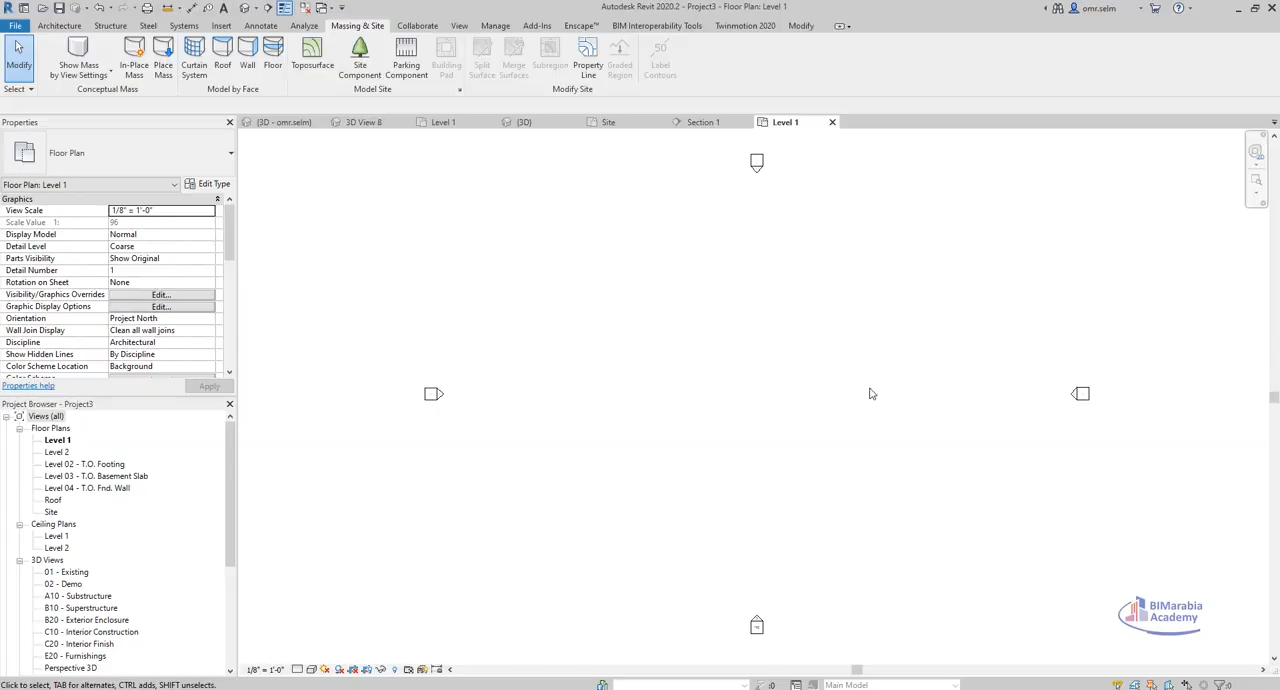 Autodesk Revit 2020.2 - Project3 - Floor Plan: Level 1
omr.selm
File Architecture Structure Steel Systems Insert Annotate Analyze Massing & Site Collaborate View Manage Add-Ins Enscape™ BIM Interoperability Tools Twinmotion 2020 Modify
Modify
Show Mass by View Settings
In-Place Mass
Place Mass
Curtain System
Roof
Wall
Floor
Toposurface
Site Component
Parking Component
Building Pad
Split Surface
Merge Surfaces
Subregion
Property Line
Graded Region
50
Label Contours
Select
Conceptual Mass
Model by Face
Model Site
Modify Site
Properties
(3D - omr.selm)
3D View 8
Level 1
(3D)
Site
Section 1
Level 1
Floor Plan
Floor Plan: Level 1
Edit Type
Graphics
View Scale 1/8" = 1'-0"
Scale Value 1: 96
Display Model Normal
Detail Level Coarse
Parts Visibility Show Original
Detail Number 1
Rotation on Sheet None
Visibility/Graphics Overrides Edit...
Graphic Display Options Edit...
Orientation Project North
Wall Join Display Clean all wall joins
Discipline Architectural
Show Hidden Lines By Discipline
Color Scheme Location Background
Color Scheme
Properties help
Apply
Project Browser - Project3
Views (all)
Floor Plans
Level 1
Level 2
Level 02 - T.O. Footing
Level 03 - T.O. Basement Slab
Level 04 - T.O. Fnd. Wall
Roof
Site
Ceiling Plans
Level 1
Level 2
3D Views
01 - Existing
02 - Demo
A10 - Substructure
B10 - Superstructure
B20 - Exterior Enclosure
C10 - Interior Construction
C20 - Interior Finish
E20 - Furnishings
Perspective 3D
BIMarabia
Academy
1/8" = 1'-0"
Click to select, TAB for alternates, CTRL adds, SHIFT unselects.
:0
Main Model
:0